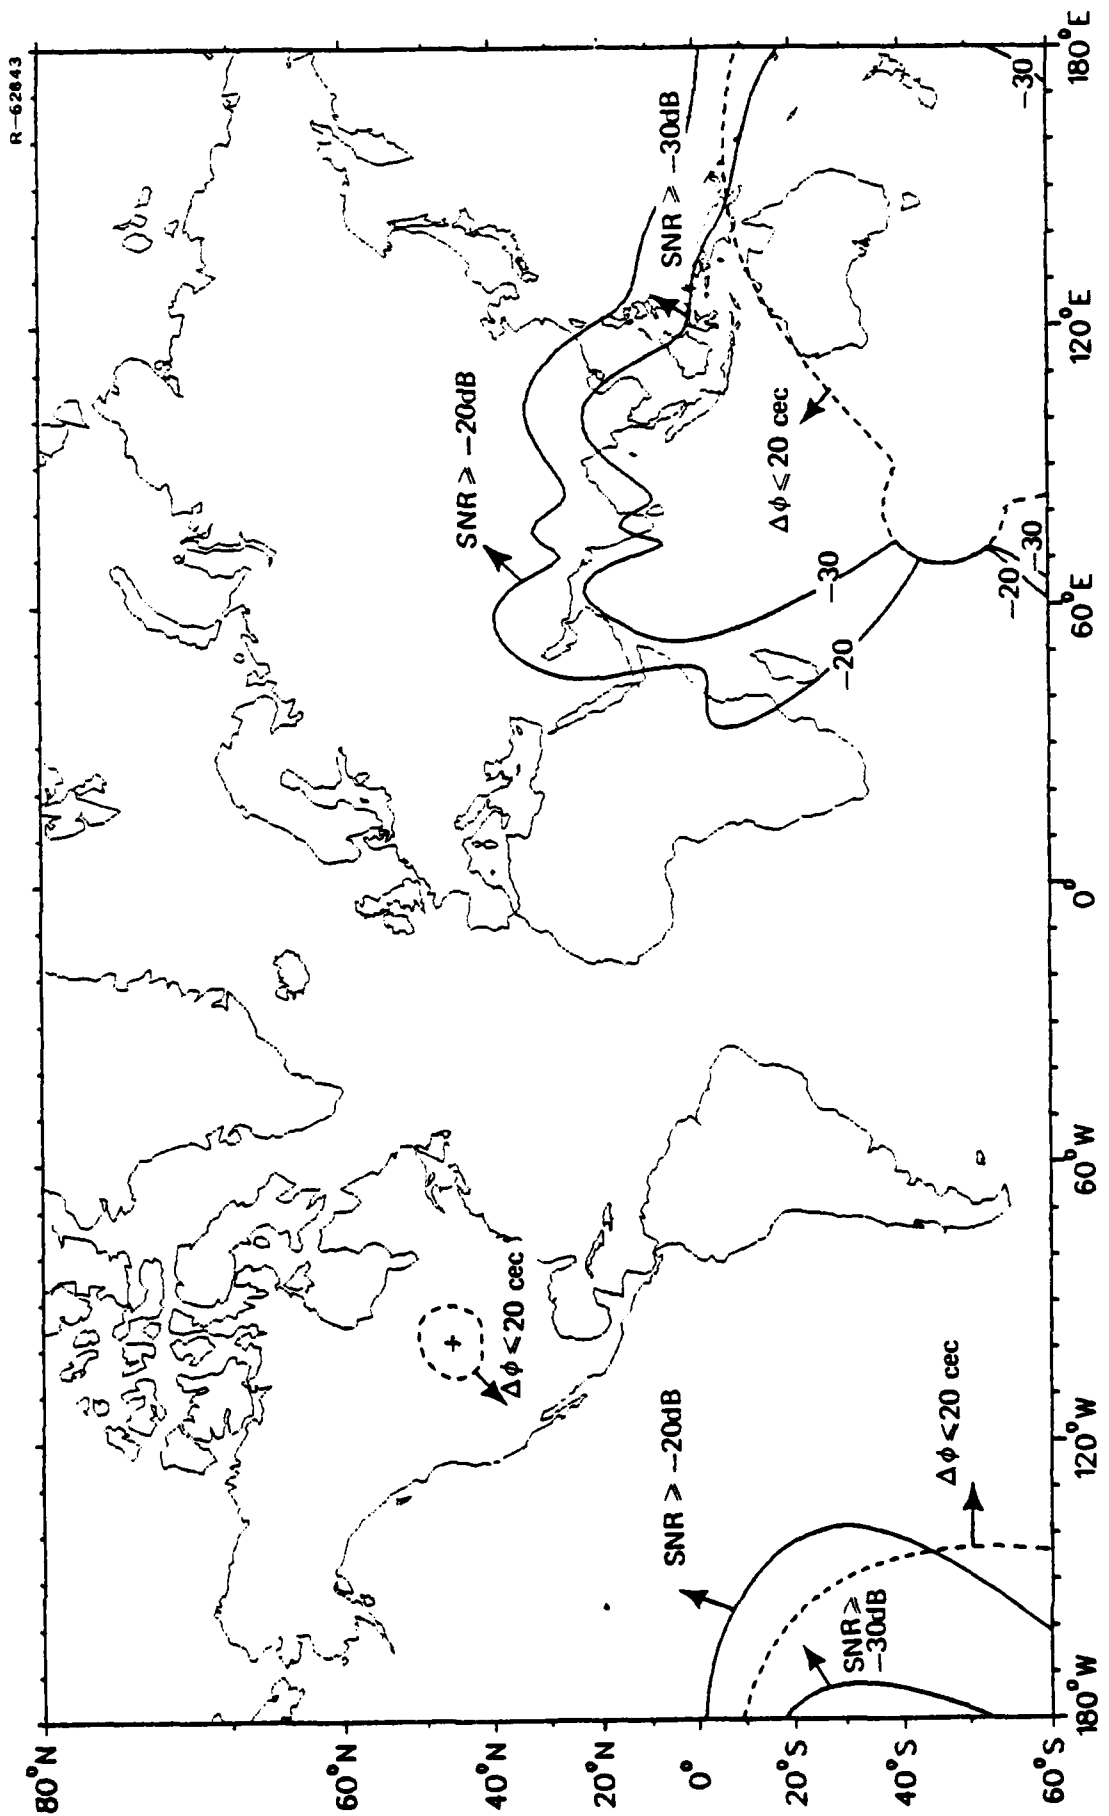 R-62843
80°N
60°N
40°N
20°N
0°
20°S
40°S
60°S
180°W
120°W
60°W
0°
60°E
120°E
180°E
SNR ⩾ -20dB
SNR ⩾ -30dB
Δϕ < 20 cec
Δϕ < 20 cec
-30
-20
-20
-30
-30
SNR ⩾ -20dB
SNR ⩾
-30dB
Δϕ < 20 cec